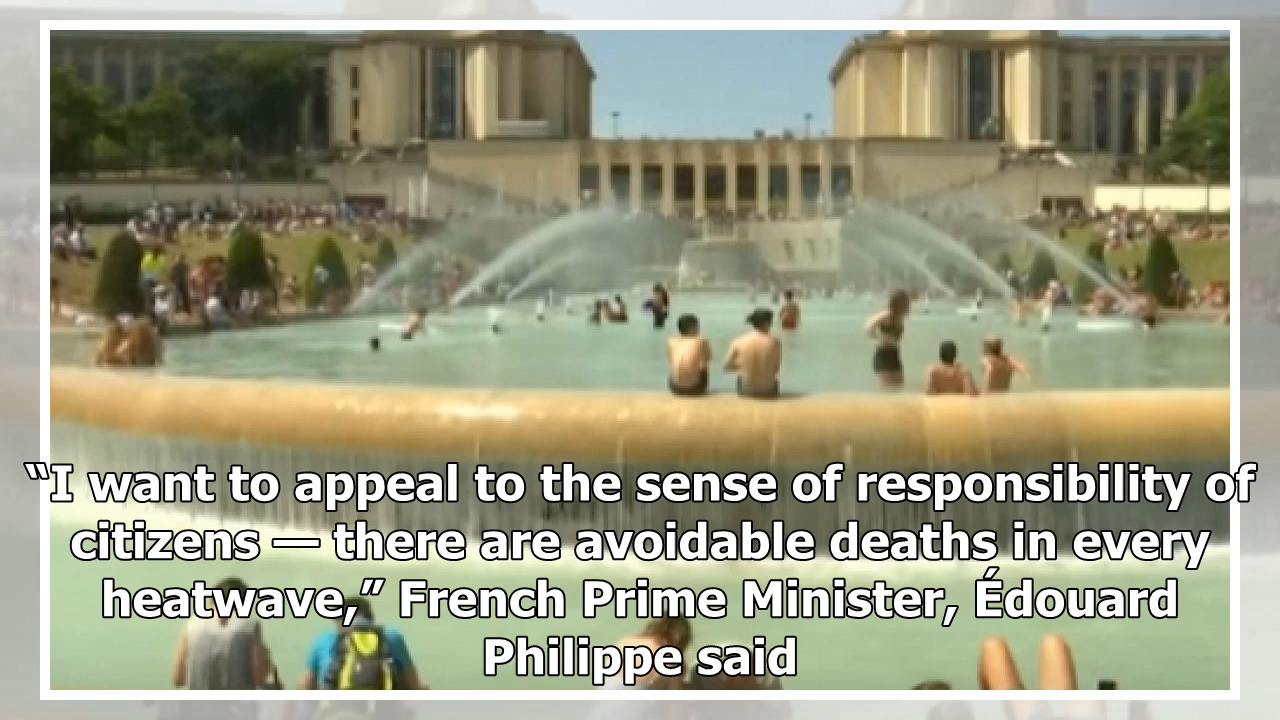 “I want to appeal to the sense of responsibility of
citizens — there are avoidable deaths in every
heatwave,” French Prime Minister, Édouard
Philippe said